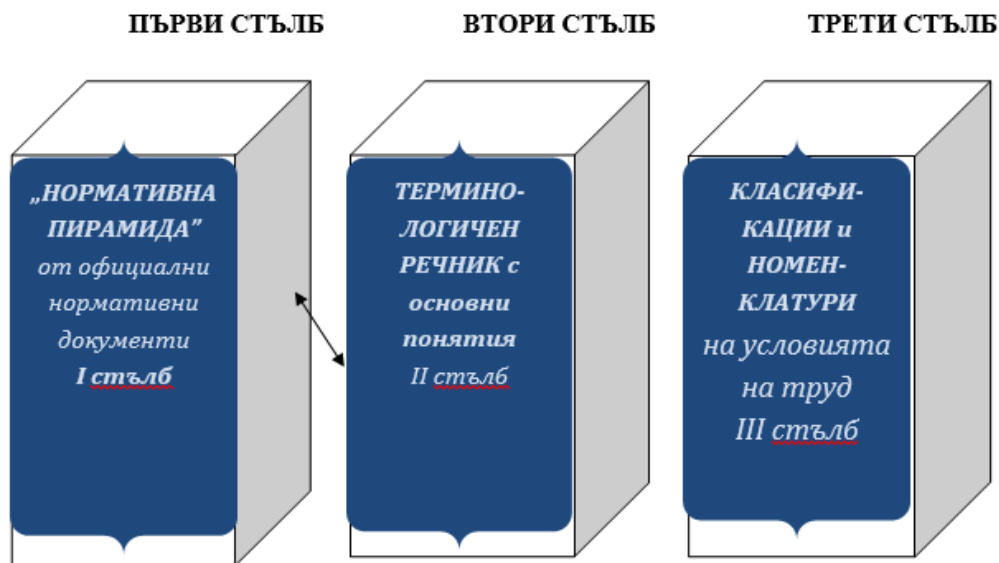 ПЪРВИ СТЪЛБ
ВТОРИ СТЪЛБ
ТРЕТИ СТЪЛБ
„НОРМАТИВНА
ПИРАМИДА”
от официални
нормативни
документи
I стълб
ТЕРМИНО-
ЛОГИЧЕН
РЕЧНИК с
основни
понятия
II стълб
КЛАСИФИ-
КАЦИИ и
НОМЕН-
КЛАТУРИ
на условията
на труд
III стълб